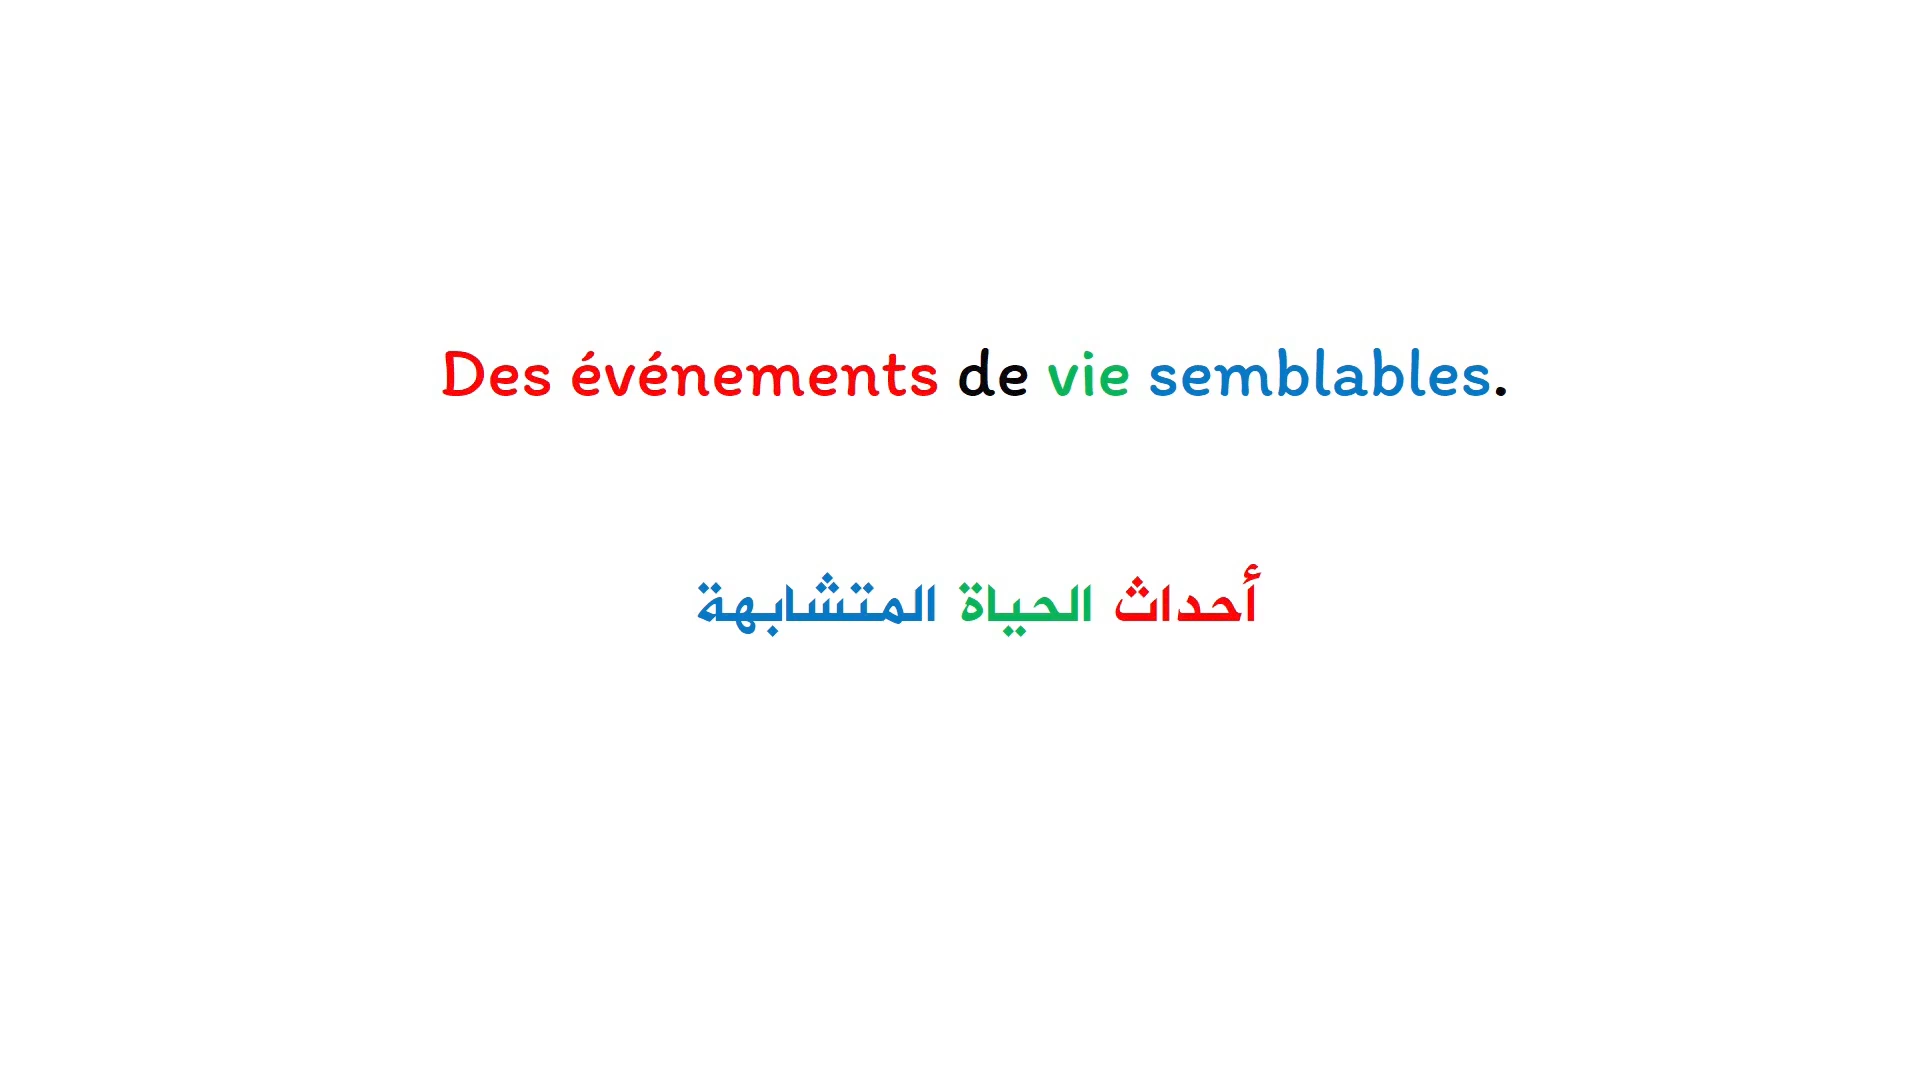 Des événements de vie semblables.
أحداث الحياة المتشابهة